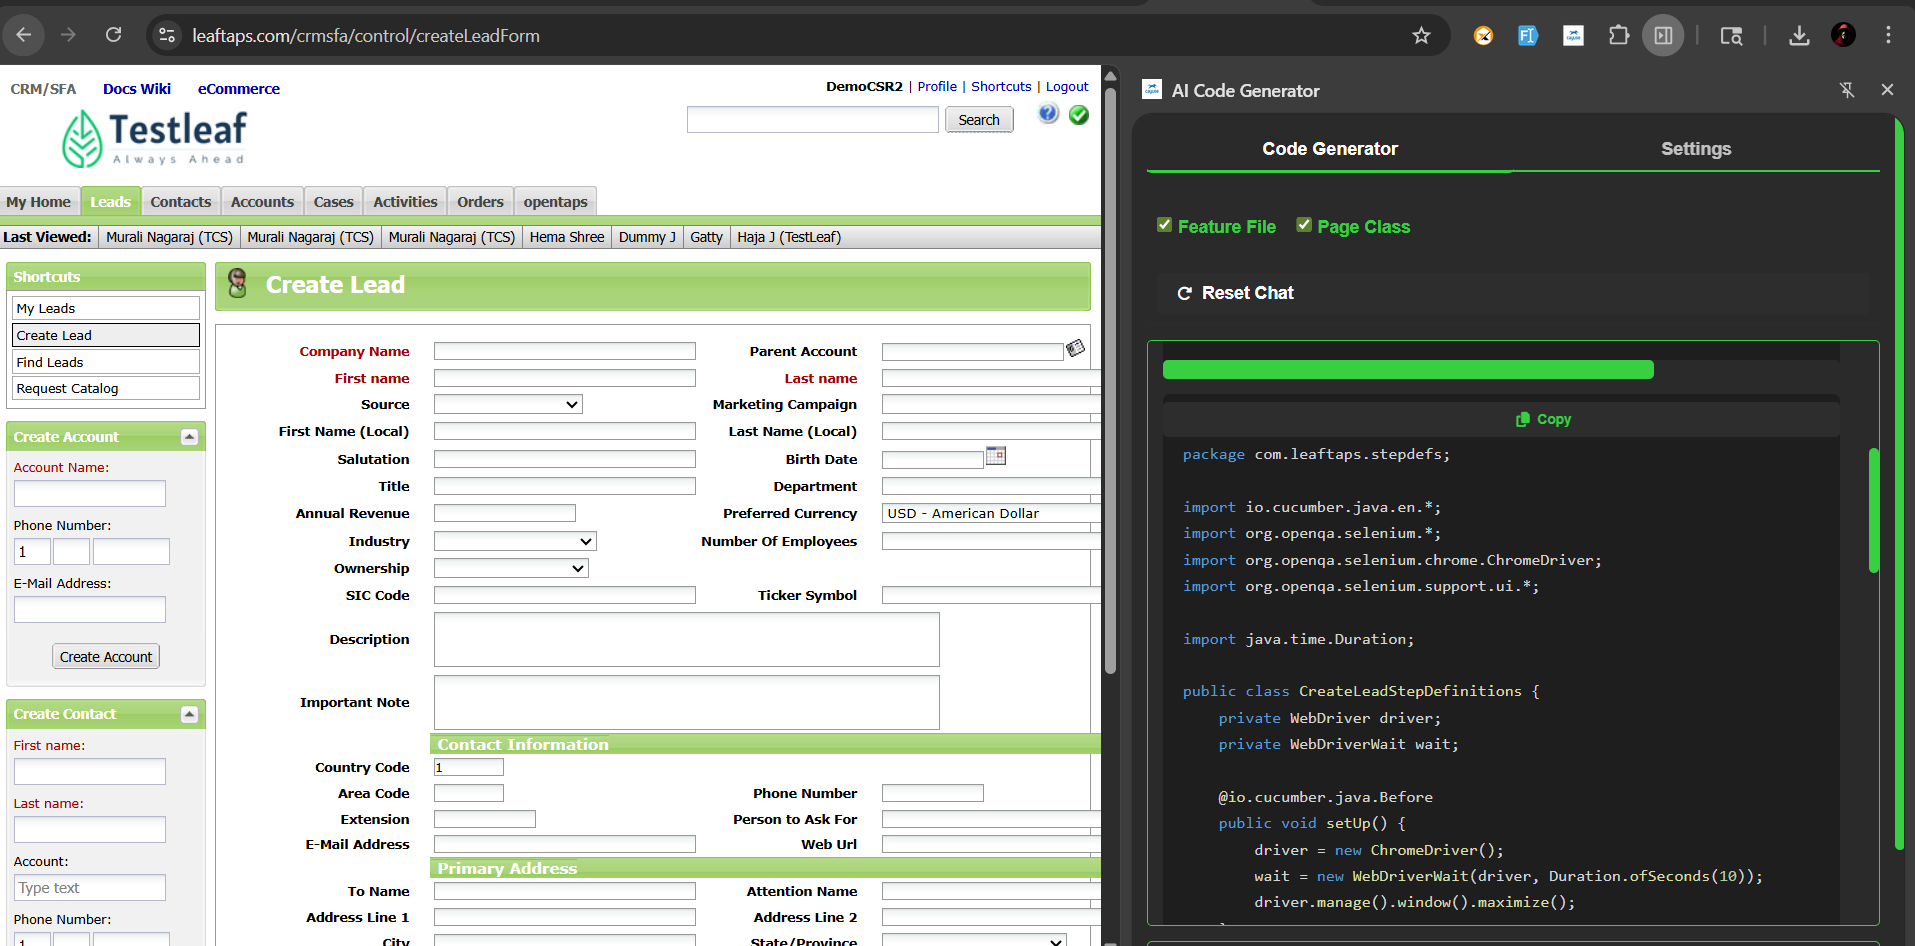 leaftaps.com/crmsfa/control/createLeadForm
CRM/SFA Docs Wiki eCommerce
DemoCSR2 | Profile | Shortcuts | Logout
Testleaf
Always Ahead
Search
My Home Leads Contacts Accounts Cases Activities Orders opentaps
Last Viewed: Murali Nagaraj (TCS) Murali Nagaraj (TCS) Murali Nagaraj (TCS) Hema Shree Dummy J Gatty Haja J (TestLeaf)
Shortcuts
My Leads
Create Lead
Find Leads
Request Catalog
Create Account
Account Name:
Phone Number:
1
E-Mail Address:
Create Account
Create Contact
First name:
Last name:
Account:
Type text
Phone Number:
1
Create Lead
Company Name Parent Account
First name Last name
Source Marketing Campaign
First Name (Local) Last Name (Local)
Salutation Birth Date
Title Department
Annual Revenue Preferred Currency USD - American Dollar
Industry Number Of Employees
Ownership
SIC Code Ticker Symbol
Description
Important Note
Contact Information
Country Code 1
Area Code Phone Number
Extension Person to Ask For
E-Mail Address Web Url
Primary Address
To Name Attention Name
Address Line 1 Address Line 2
City State/Province
AI Code Generator
Code Generator Settings
Feature File Page Class
Reset Chat
Copy
package com.leaftaps.stepdefs;
import io.cucumber.java.en.*;
import org.openqa.selenium.*;
import org.openqa.selenium.chrome.ChromeDriver;
import org.openqa.selenium.support.ui.*;
import java.time.Duration;
public class CreateLeadStepDefinitions {
private WebDriver driver;
private WebDriverWait wait;
@io.cucumber.java.Before
public void setUp() {
driver = new ChromeDriver();
wait = new WebDriverWait(driver, Duration.ofSeconds(10));
driver.manage().window().maximize();